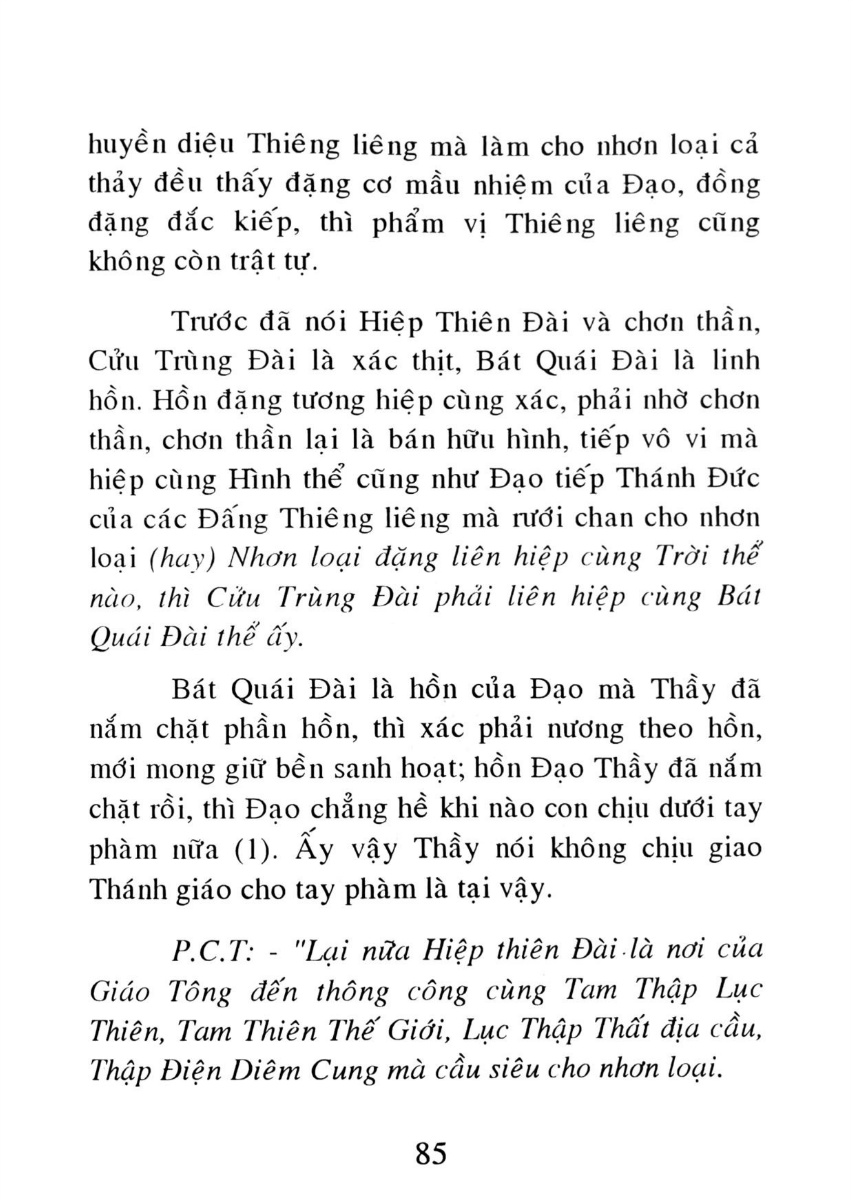 huyền diệu Thiêng liêng mà làm cho nhơn loại cả
thảy đều thấy đặng cơ mầu nhiệm của Đạo, đồng
đặng đắc kiếp, thì phẩm vị Thiêng liêng cũng
không còn trật tự.
Trước đã nói Hiệp Thiên Đài và chơn thần,
Cửu Trùng Đài là xác thịt, Bát Quái Đài là linh
hồn. Hồn đặng tương hiệp cùng xác, phải nhờ chơn
thần, chơn thần lại là bán hữu hình, tiếp vô vi mà
hiệp cùng Hình thể cũng như Đạo tiếp Thánh Đức
của các Đấng Thiêng liêng mà rưới chan cho nhơn
loại (hay) Nhơn loại đặng liên hiệp cùng Trời thể
nào, thì Cửu Trùng Đài phải liên hiệp cùng Bát
Quái Đài thể ấy.
Bát Quái Đài là hồn của Đạo mà Thầy đã
nắm chặt phần hồn, thì xác phải nương theo hồn,
mới mong giữ bền sanh hoạt; hồn Đạo Thầy đã nắm
chặt rồi, thì Đạo chẳng hề khi nào con chịu dưới tay
phàm nữa (1). Ấy vậy Thầy nói không chịu giao
Thánh giáo cho tay phàm là tại vậy.
P.C.T: - "Lại nữa Hiệp thiên Đài là nơi của
Giáo Tông đến thông công cùng Tam Thập Lục
Thiên, Tam Thiên Thế Giới, Lục Thập Thất địa cầu,
Thập Điện Diêm Cung mà cầu siêu cho nhơn loại.
85